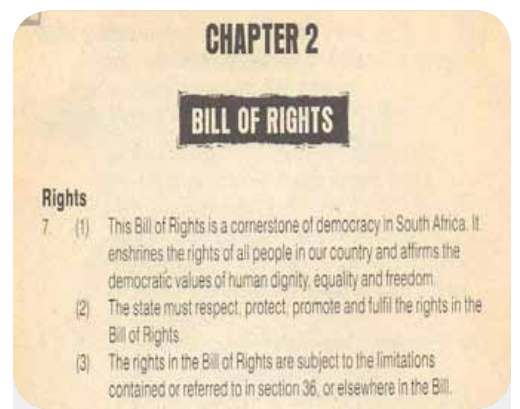 CHAPTER 2
BILL OF RIGHTS
Rights
7. (1) This Bill of Rights is a cornerstone of democracy in South Africa. It
enshrines the rights of all people in our country and affirms the
democratic values of human dignity, equality and freedom.
(2) The state must respect, protect, promote and fulfil the rights in the
Bill of Rights.
(3) The rights in the Bill of Rights are subject to the limitations
contained or referred to in section 36, or elsewhere in the Bill.